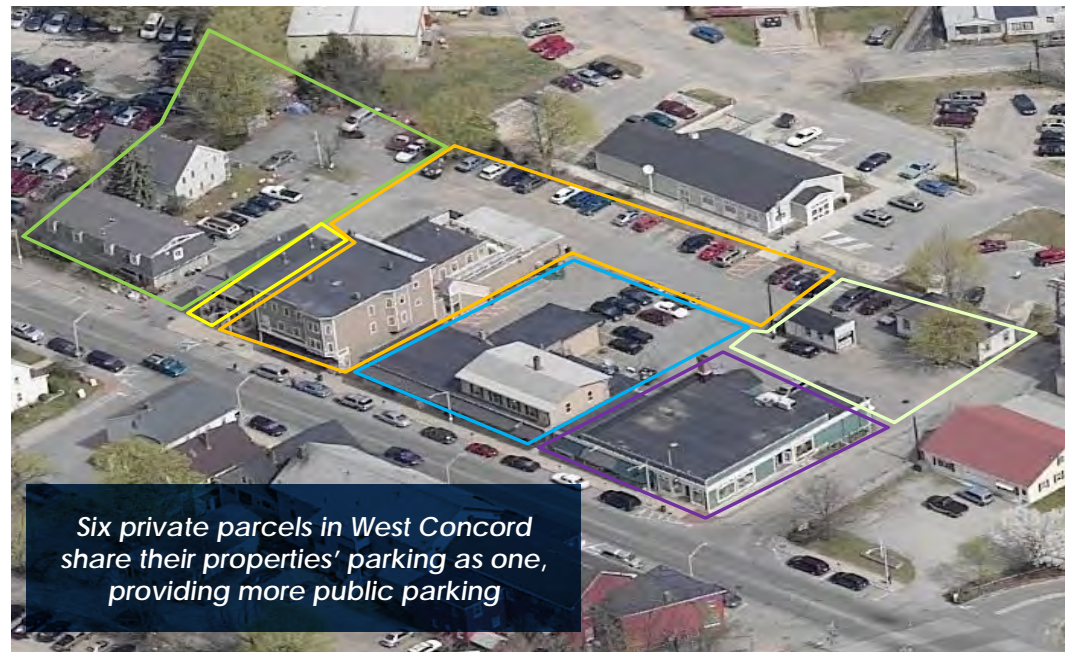 Six private parcels in West Concord
share their properties’ parking as one,
providing more public parking